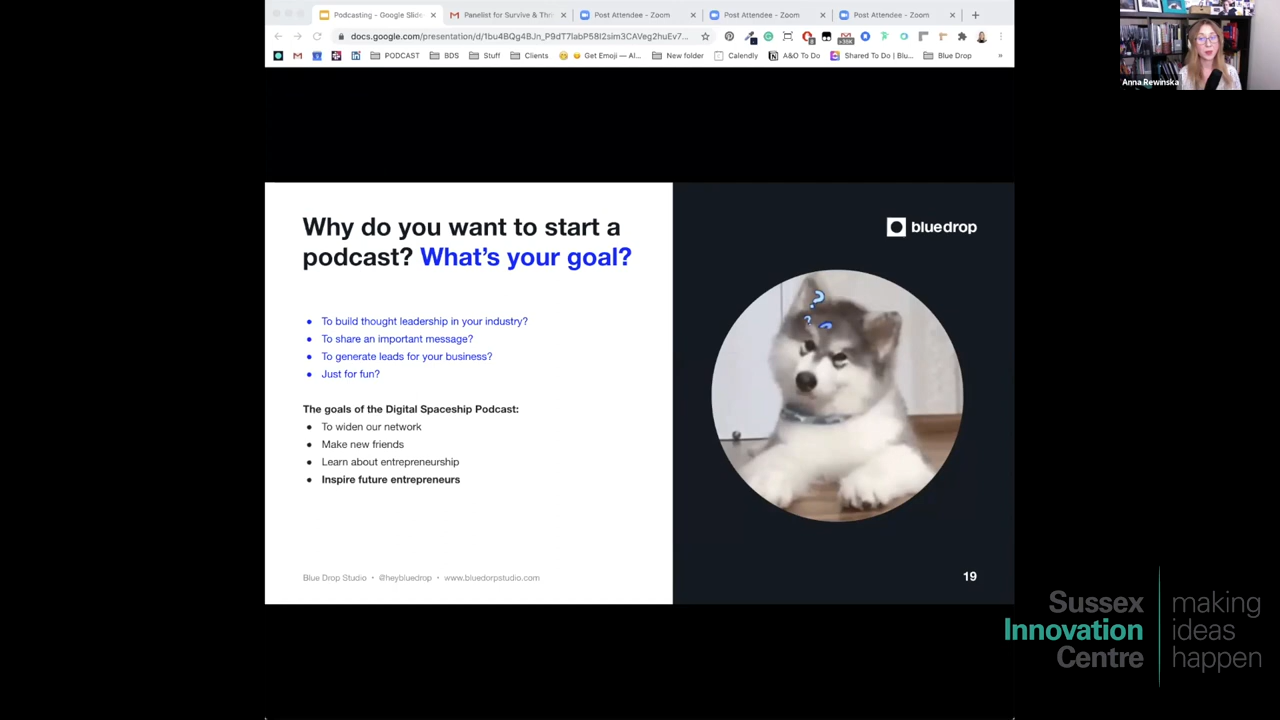 Podcasting - Google Slide
Panelist for Survive & Thri
Post Attendee - Zoom
Post Attendee - Zoom
Post Attendee - Zoom
docs.google.com/presentation/d/1bu4BQg4BJn_P9dT7labP58I2sim3CAVeg2huEv7...
PODCAST
BDS
Stuff
Clients
Get Emoji — Al...
New folder
Calendly
A&O To Do
Shared To Do | Blu...
Blue Drop
»
Anna Rewinska
Why do you want to start a
podcast? What's your goal?
bluedrop
• To build thought leadership in your industry?
• To share an important message?
• To generate leads for your business?
• Just for fun?
The goals of the Digital Spaceship Podcast:
• To widen our network
• Make new friends
• Learn about entrepreneurship
• Inspire future entrepreneurs
? ?
Blue Drop Studio • @heybluedrop • www.bluedorpstudio.com
19
Sussex
Innovation
Centre
making
ideas
happen